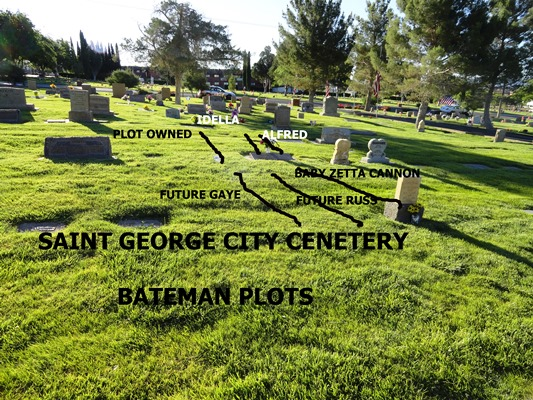 IDELLA
PLOT OWNED
ALFRED
BABY ZETTA CANNON
FUTURE GAYE
FUTURE RUSS
SAINT GEORGE CITY CENETERY
BATEMAN PLOTS